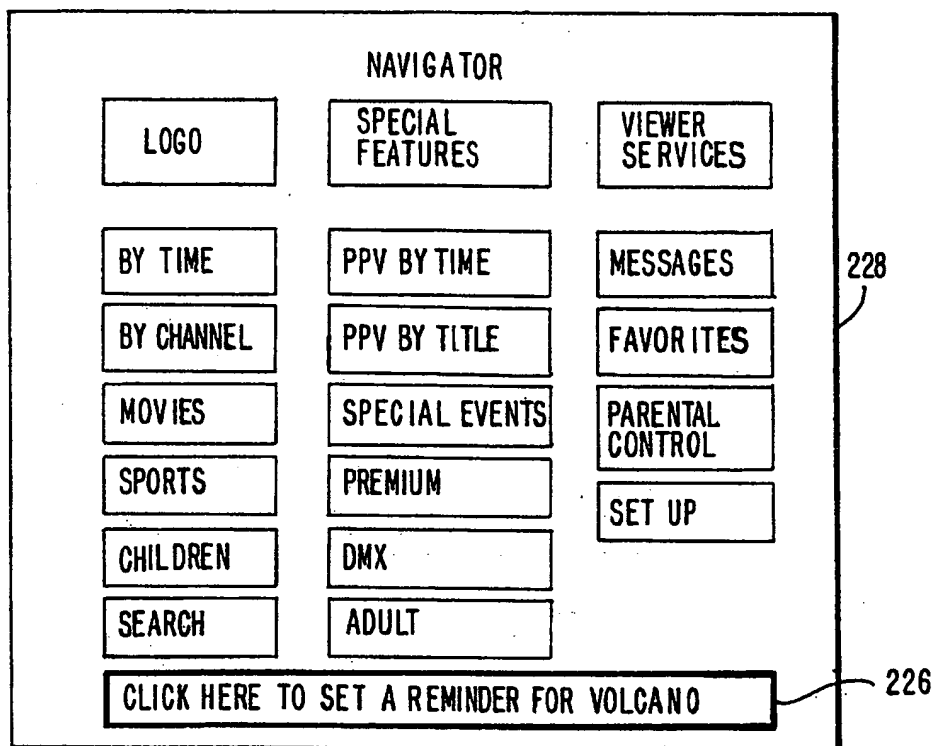 NAVIGATOR
LOGO
SPECIAL
FEATURES
VIEWER
SERVICES
BY TIME
PPV BY TIME
MESSAGES
228
BY CHANNEL
PPV BY TITLE
FAVORITES
MOVIES
SPECIAL EVENTS
PARENTAL
CONTROL
SPORTS
PREMIUM
SET UP
CHILDREN
DMX
SEARCH
ADULT
CLICK HERE TO SET A REMINDER FOR VOLCANO
226